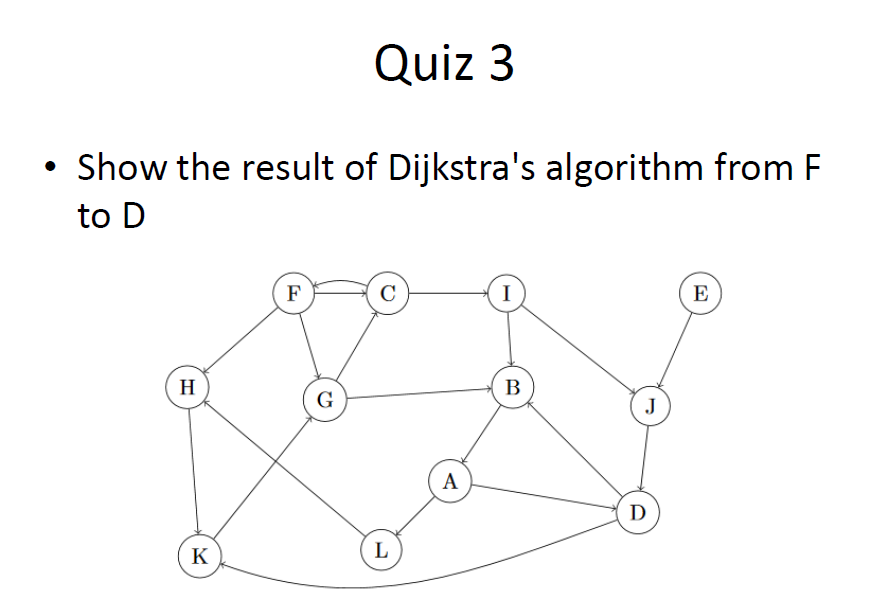 Quiz 3
• Show the result of Dijkstra's algorithm from F
to D
F
C
I
E
H
G
B
J
A
D
K
L